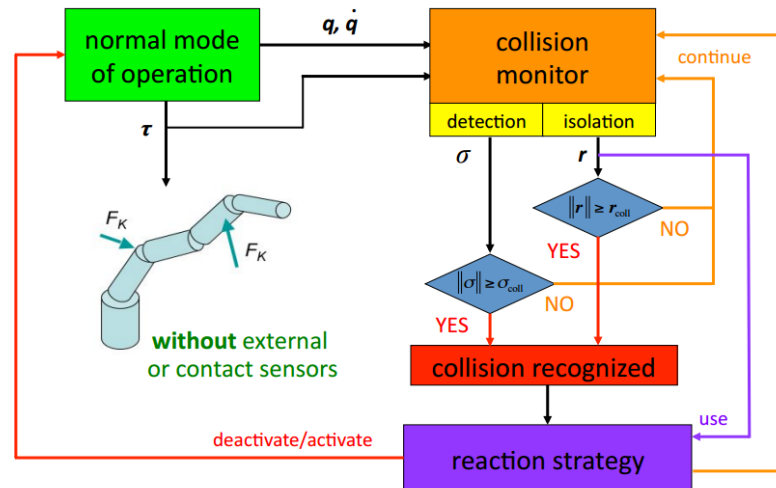 normal mode
of operation
q, q̇
collision
monitor
continue
detection
isolation
τ
σ
r
‖r‖ ≥ r_coll
NO
YES
F_K
F_K
‖σ‖ ≥ σ_coll
NO
YES
without external
or contact sensors
collision recognized
use
deactivate/activate
reaction strategy